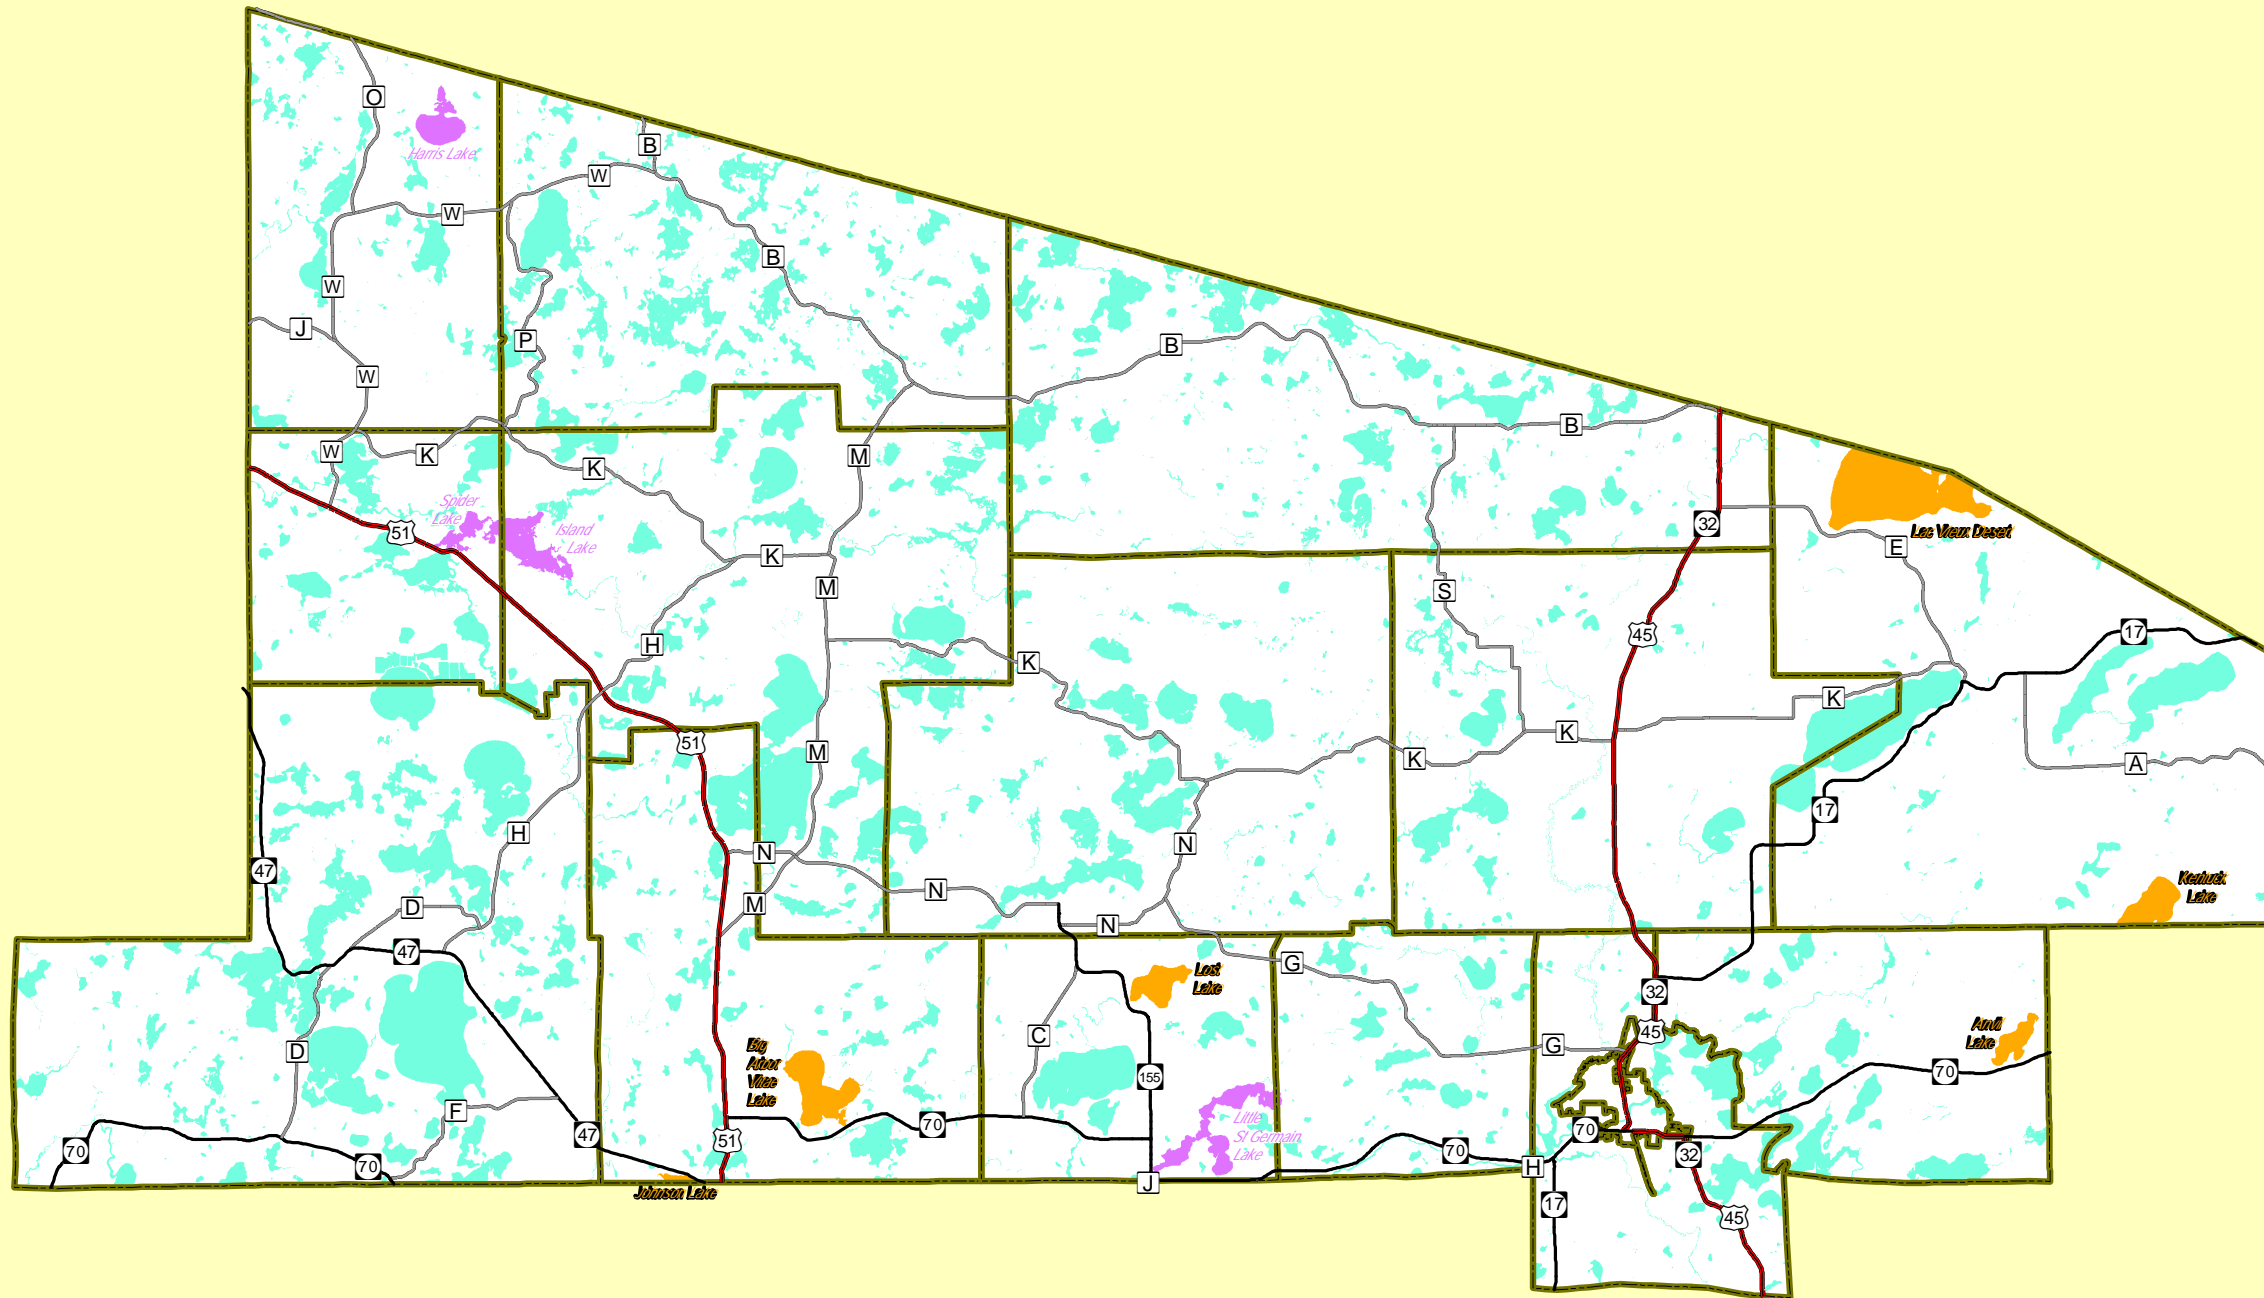 O
B
Harris Lake
W
W
B
W
J
P
B
W
B
W
K
K
M
Spider
Lake
Island
Lake
51
32
Lac Vieux Desert
E
K
M
S
H
45
17
K
K
51
M
K
K
A
17
H
N
N
47
Kentuck
Lake
D
N
M
N
47
G
Lost
Lake
32
Anvil
Lake
45
C
G
D
Big
Arbor
Vitae
Lake
155
70
F
70
Little
St Germain
Lake
70
47
51
70
70
70
32
H
J
Johnson Lake
17
45